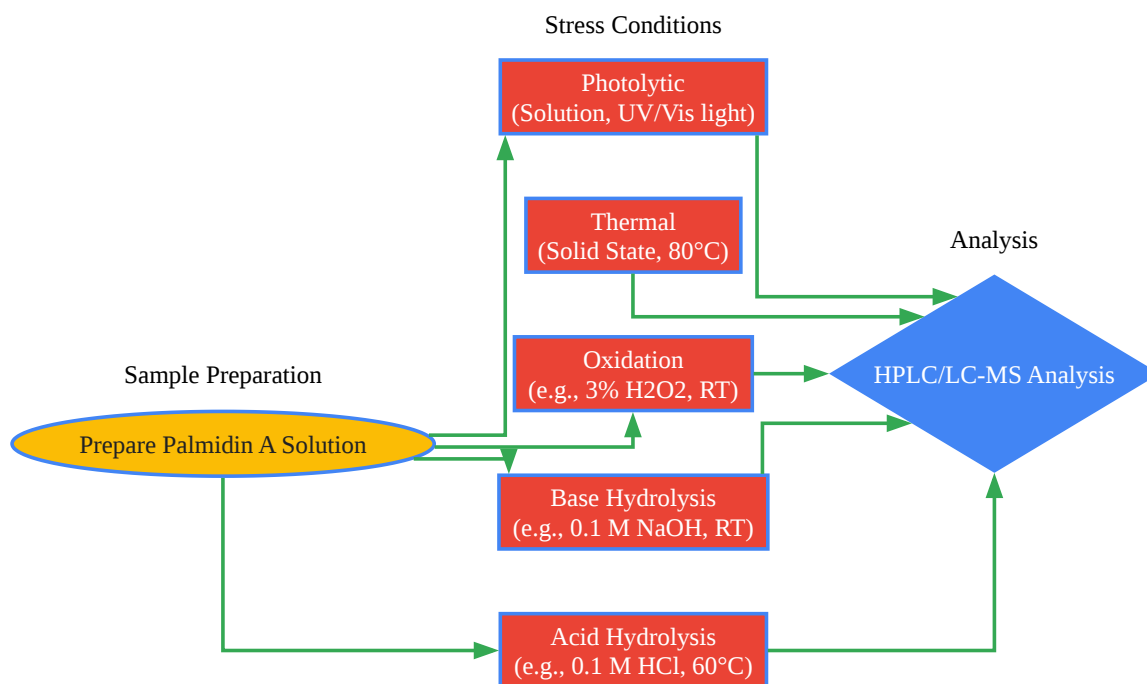 Stress Conditions
Photolytic
(Solution, UV/Vis light)
Thermal
(Solid State, 80°C)
Analysis
Oxidation
(e.g., 3% H2O2, RT)
HPLC/LC-MS Analysis
Sample Preparation
Prepare Palmidin A Solution
Base Hydrolysis
(e.g., 0.1 M NaOH, RT)
Acid Hydrolysis
(e.g., 0.1 M HCl, 60°C)